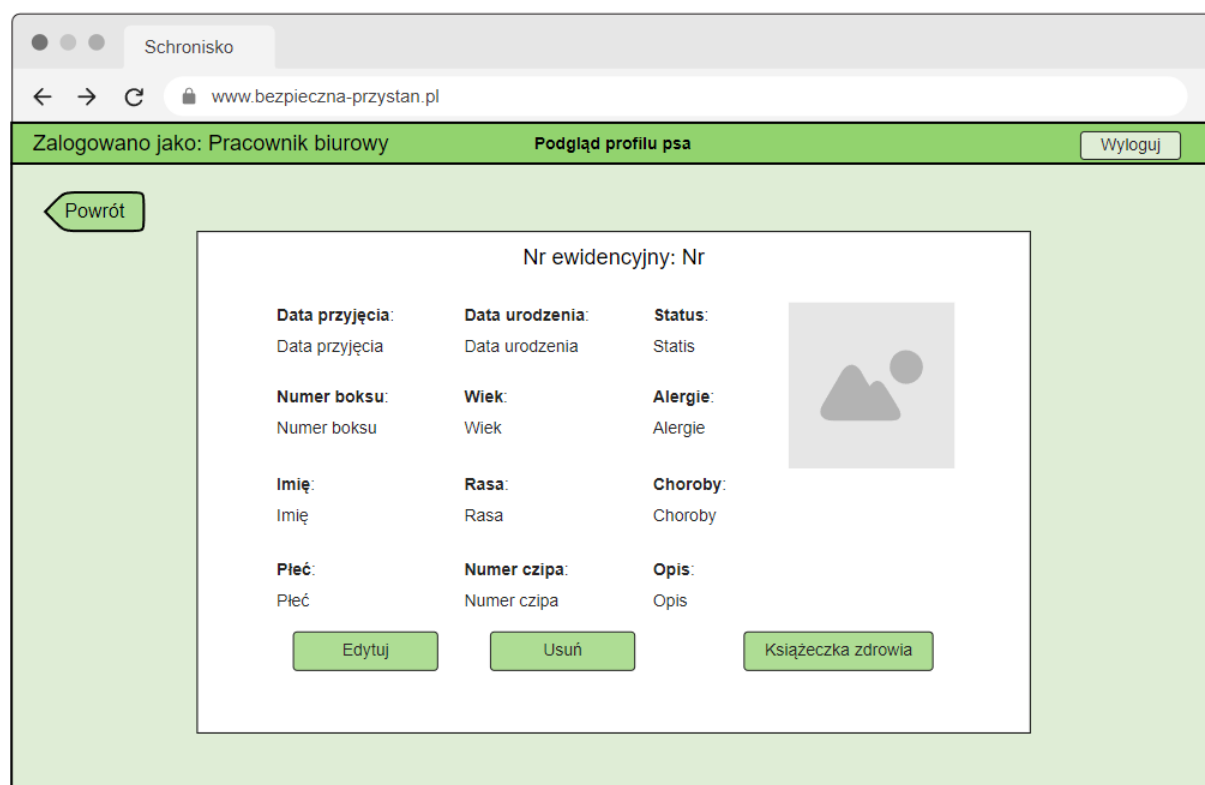 Schronisko
www.bezpieczna-przystan.pl
Zalogowano jako: Pracownik biurowy
Podgląd profilu psa
Wyloguj
Powrót
Nr ewidencyjny: Nr
Data przyjęcia: Data urodzenia: Status:
Data przyjęcia Data urodzenia Statis
Numer boksu: Wiek: Alergie:
Numer boksu Wiek Alergie
Imię: Rasa: Choroby:
Imię Rasa Choroby
Płeć: Numer czipa: Opis:
Płeć Numer czipa Opis
Edytuj Usuń Książeczka zdrowia